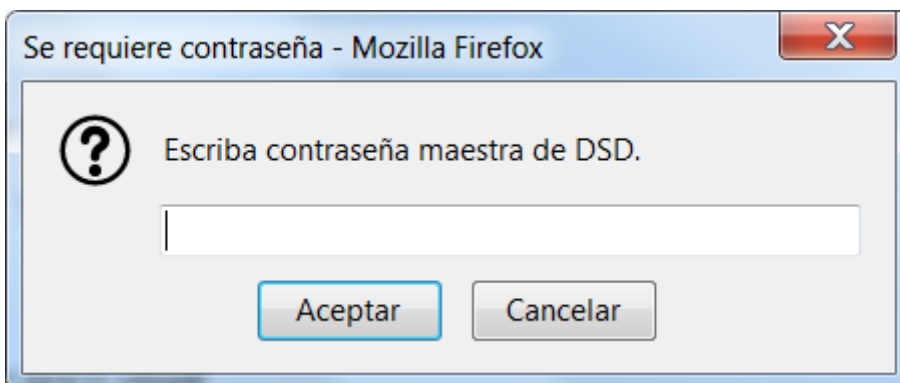 Se requiere contraseña - Mozilla Firefox
Escriba contraseña maestra de DSD.
Aceptar
Cancelar